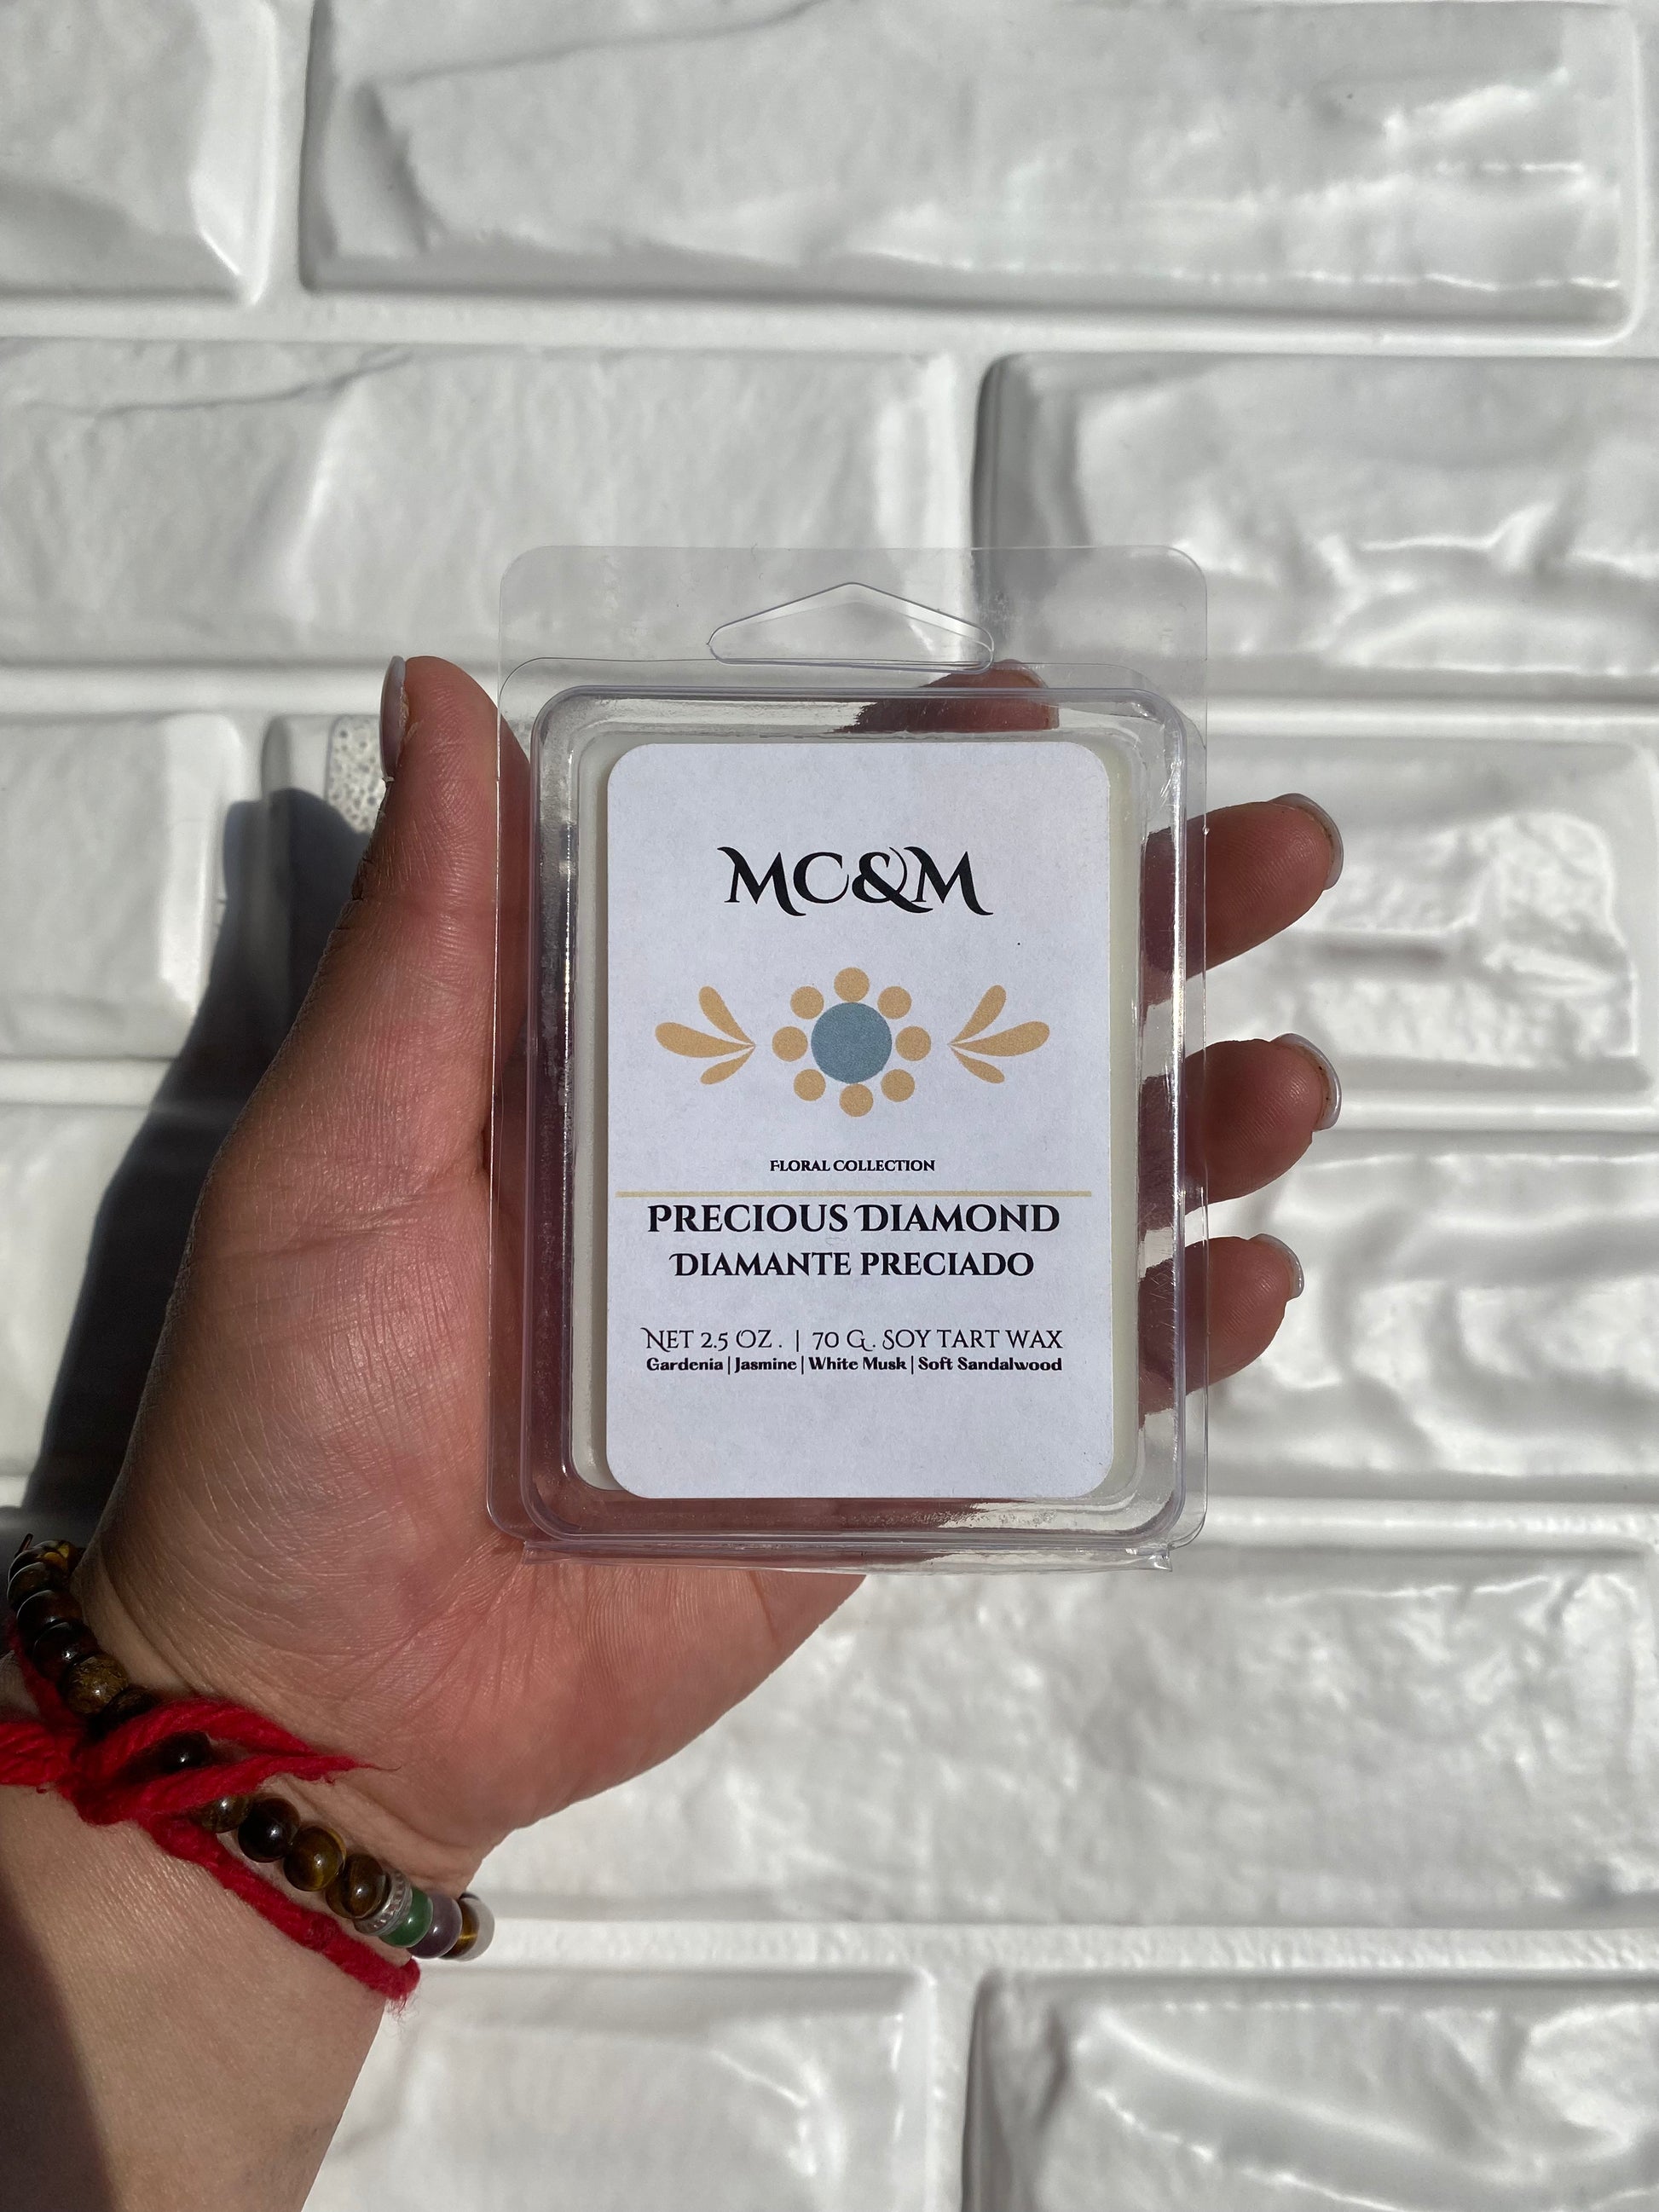 MC&M
Floral Collection
Precious Diamond
Diamante Preciado
Net 2.5 oz. | 70 g. Soy Tart Wax
Gardenia | Jasmine | White Musk | Soft Sandalwood